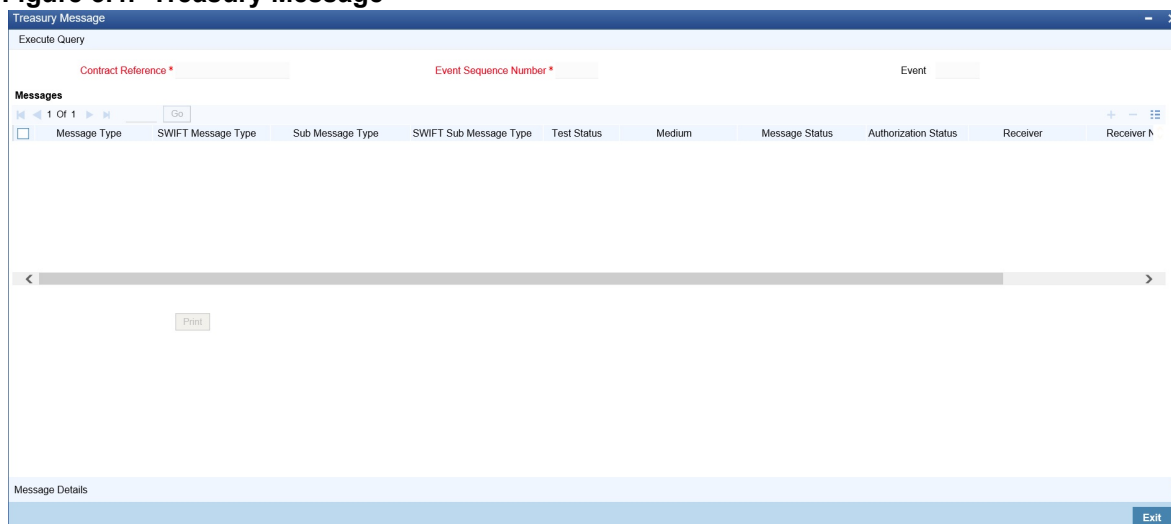 Treasury Message
Execute Query
Contract Reference * Event Sequence Number * Event
Messages
1 Of 1 Go
Message Type SWIFT Message Type Sub Message Type SWIFT Sub Message Type Test Status Medium Message Status Authorization Status Receiver Receiver
Print
Message Details
Exit